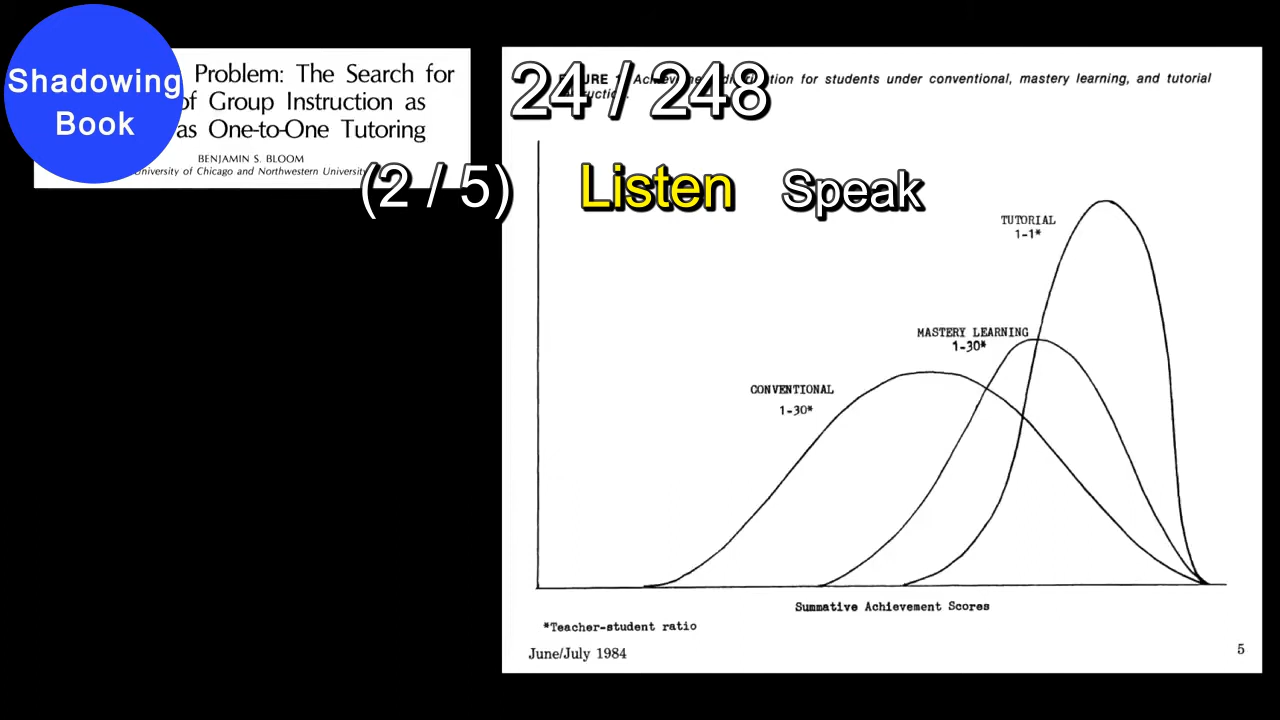 Shadowing
Book
Problem: The Search for
of Group Instruction as
as One-to-One Tutoring
BENJAMIN S. BLOOM
University of Chicago and Northwestern University
24 / 248
(2 / 5) Listen Speak
for students under conventional, mastery learning, and tutorial
TUTORIAL
1-1*
MASTERY LEARNING
1-30*
CONVENTIONAL
1-30*
Summative Achievement Scores
*Teacher-student ratio
June/July 1984
5